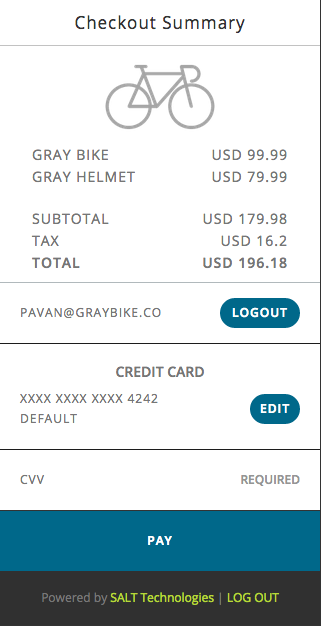 Checkout Summary
GRAY BIKE USD 99.99
GRAY HELMET USD 79.99
SUBTOTAL USD 179.98
TAX USD 16.2
TOTAL USD 196.18
PAVAN@GRAYBIKE.CO LOGOUT
CREDIT CARD
XXXX XXXX XXXX 4242
DEFAULT
EDIT
CVV REQUIRED
PAY
Powered by SALT Technologies | LOG OUT